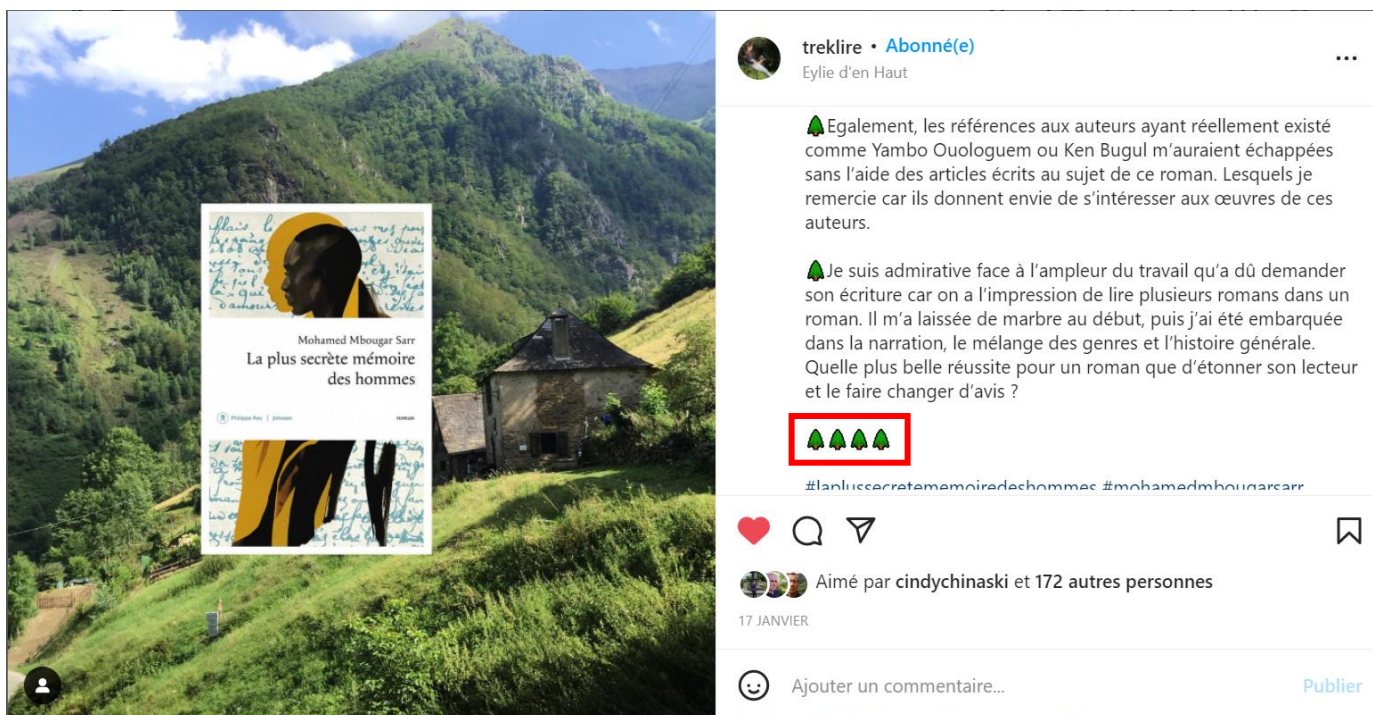 Mohamed Mbougar Sarr
La plus secrète mémoire
des hommes
Philippe Rey | Jimsaan
roman
treklire • Abonné(e)
Eylie d'en Haut
Egalement, les références aux auteurs ayant réellement existé
comme Yambo Ouologuem ou Ken Bugul m'auraient échappées
sans l'aide des articles écrits au sujet de ce roman. Lesquels je
remercie car ils donnent envie de s'intéresser aux œuvres de ces
auteurs.
Je suis admirative face à l'ampleur du travail qu'a dû demander
son écriture car on a l'impression de lire plusieurs romans dans un
roman. Il m'a laissée de marbre au début, puis j'ai été embarquée
dans la narration, le mélange des genres et l'histoire générale.
Quelle plus belle réussite pour un roman que d'étonner son lecteur
et le faire changer d'avis ?
#laplussecretememoiredeshommes #mohamedmbougarsarr
Aimé par cindychinaski et 172 autres personnes
17 JANVIER
Ajouter un commentaire...
Publier